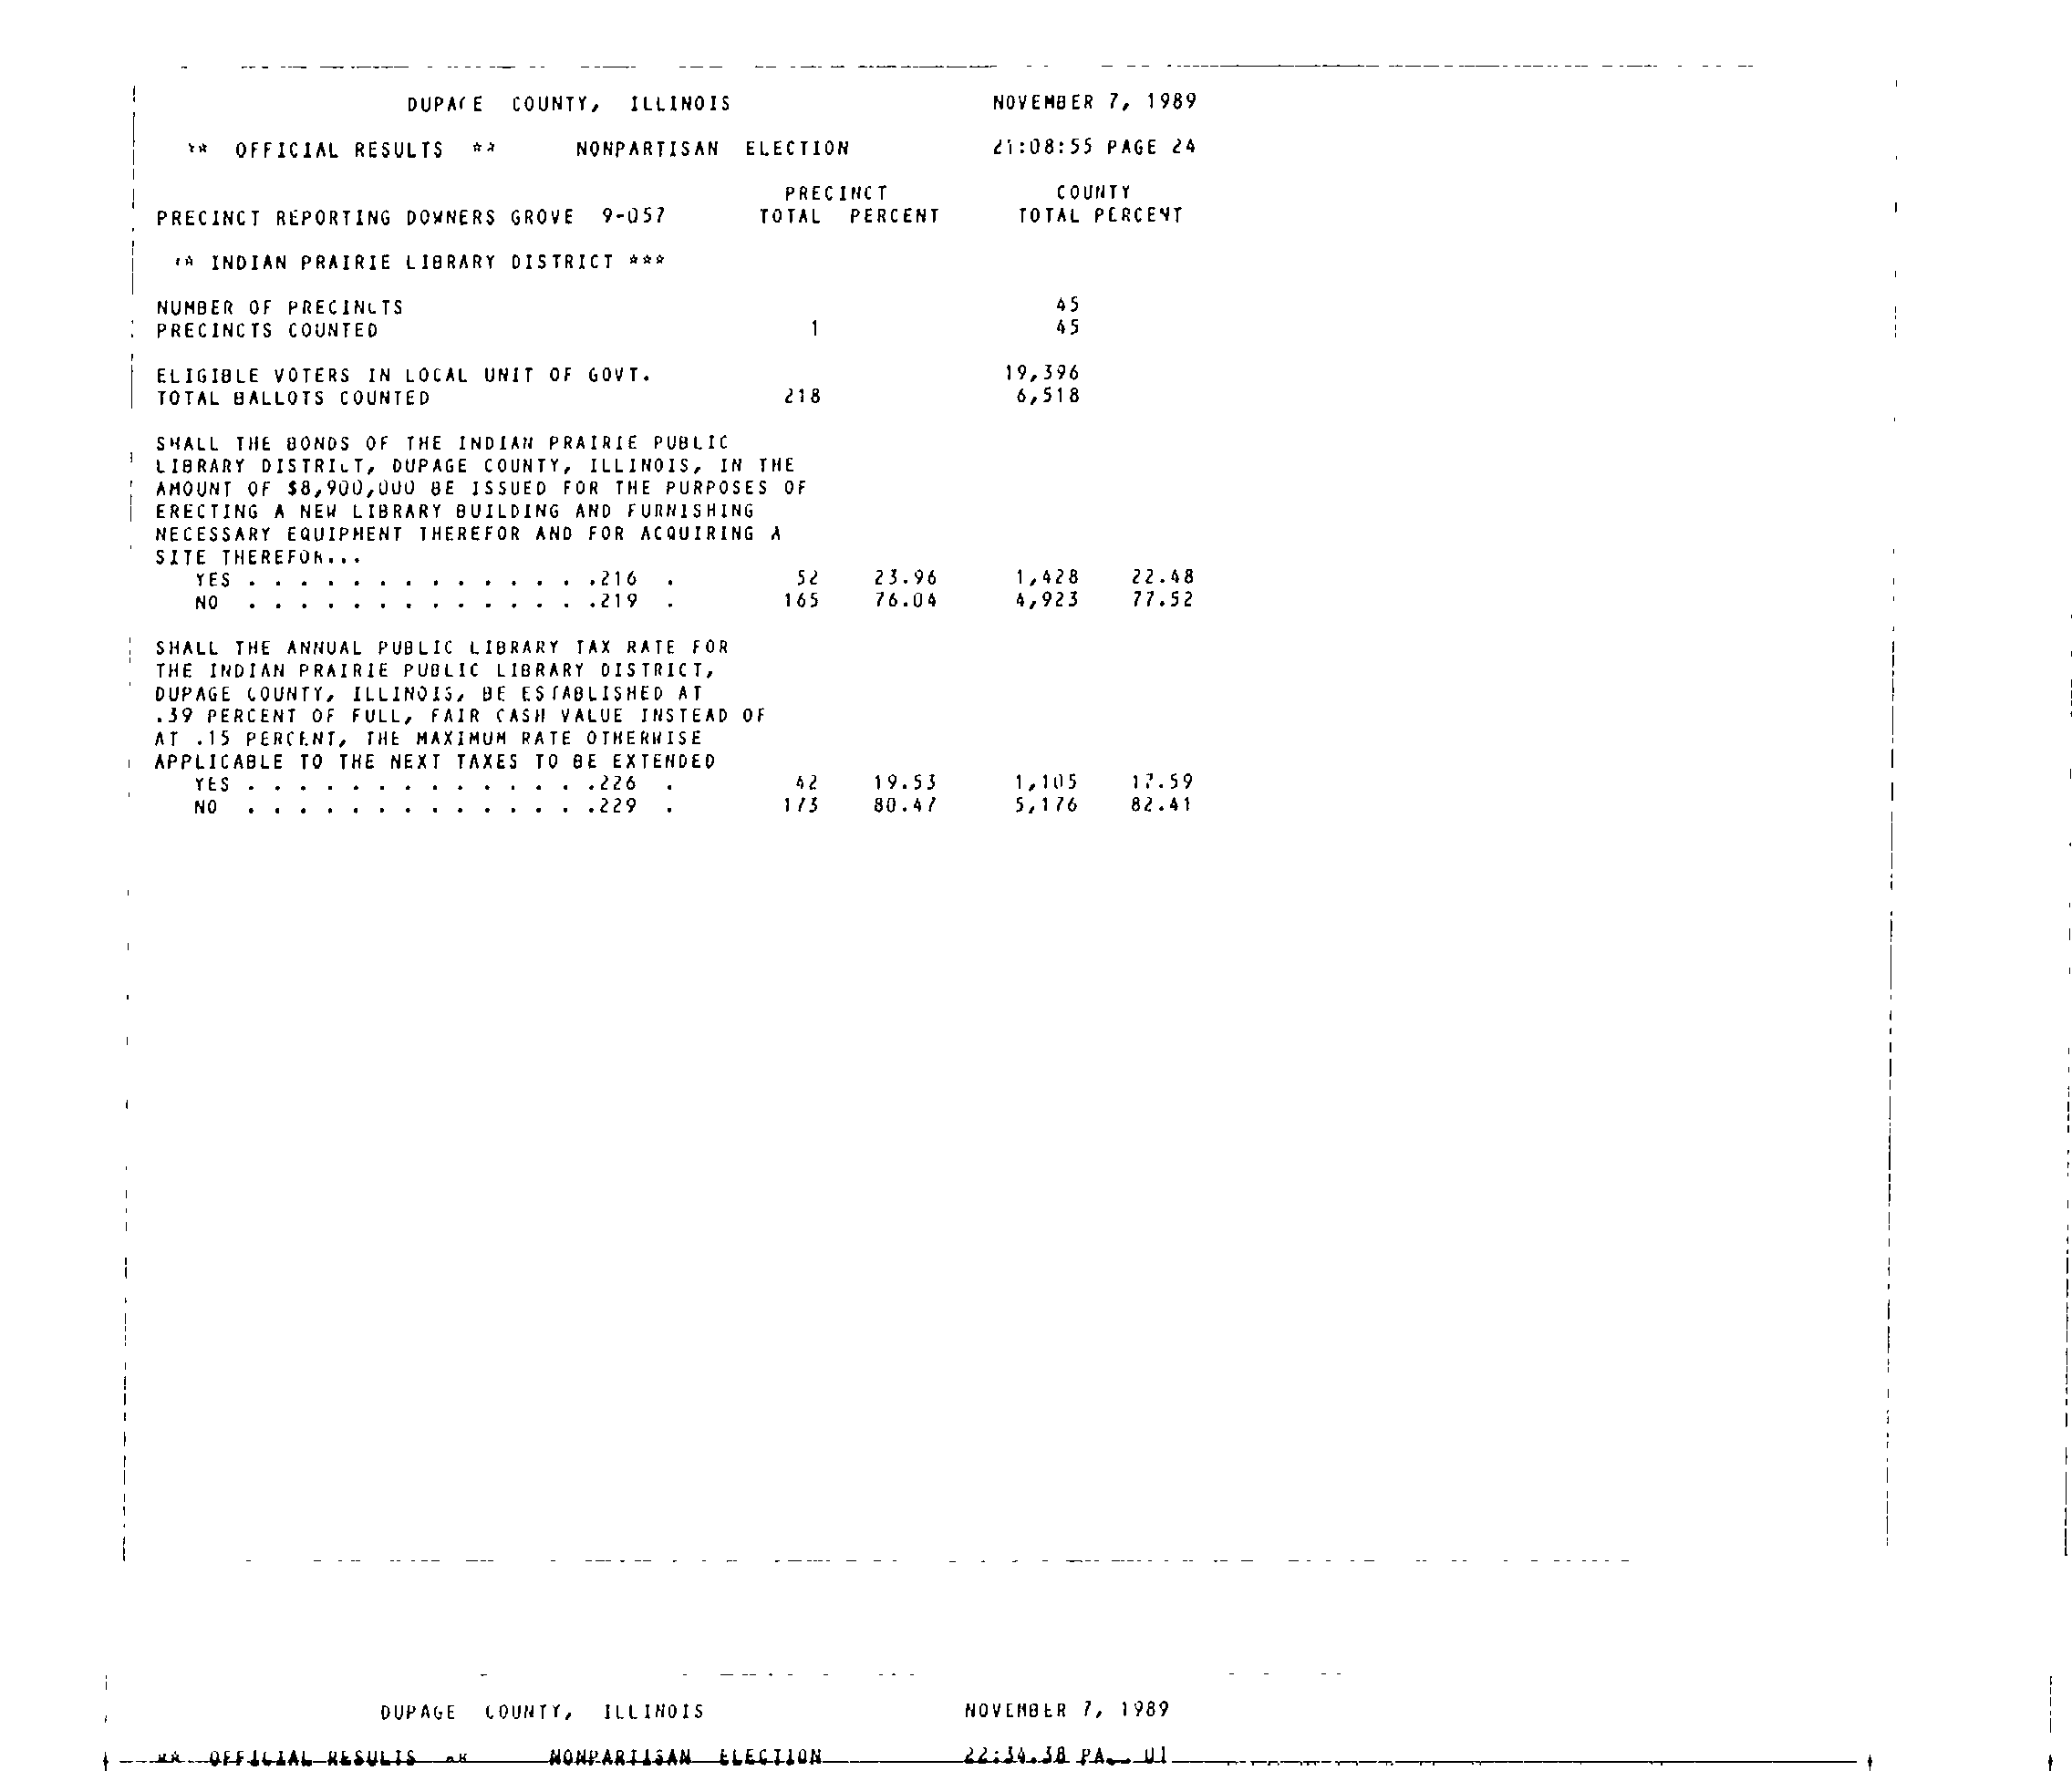 DUPAGE COUNTY, ILLINOIS NOVEMBER 7, 1989
** OFFICIAL RESULTS ** NONPARTISAN ELECTION 21:08:55 PAGE 24
PRECINCT COUNTY
PRECINCT REPORTING DOWNERS GROVE 9-057 TOTAL PERCENT TOTAL PERCENT
** INDIAN PRAIRIE LIBRARY DISTRICT ***
NUMBER OF PRECINCTS 45
PRECINCTS COUNTED 1 45
ELIGIBLE VOTERS IN LOCAL UNIT OF GOVT. 19,396
TOTAL BALLOTS COUNTED 218 6,518
SHALL THE BONDS OF THE INDIAN PRAIRIE PUBLIC
LIBRARY DISTRICT, DUPAGE COUNTY, ILLINOIS, IN THE
AMOUNT OF $8,900,000 BE ISSUED FOR THE PURPOSES OF
ERECTING A NEW LIBRARY BUILDING AND FURNISHING
NECESSARY EQUIPMENT THEREFOR AND FOR ACQUIRING A
SITE THEREFOR...
YES . . . . . . . . . . . . . .216 . 52 23.96 1,428 22.48
NO . . . . . . . . . . . . . .219 . 165 76.04 4,923 77.52
SHALL THE ANNUAL PUBLIC LIBRARY TAX RATE FOR
THE INDIAN PRAIRIE PUBLIC LIBRARY DISTRICT,
DUPAGE COUNTY, ILLINOIS, BE ESTABLISHED AT
.39 PERCENT OF FULL, FAIR CASH VALUE INSTEAD OF
AT .15 PERCENT, THE MAXIMUM RATE OTHERWISE
APPLICABLE TO THE NEXT TAXES TO BE EXTENDED
YES . . . . . . . . . . . . . .226 . 42 19.53 1,105 17.59
NO . . . . . . . . . . . . . .229 . 173 80.47 5,176 82.41
DUPAGE COUNTY, ILLINOIS NOVEMBER 7, 1989
** OFFICIAL RESULTS ** NONPARTISAN ELECTION